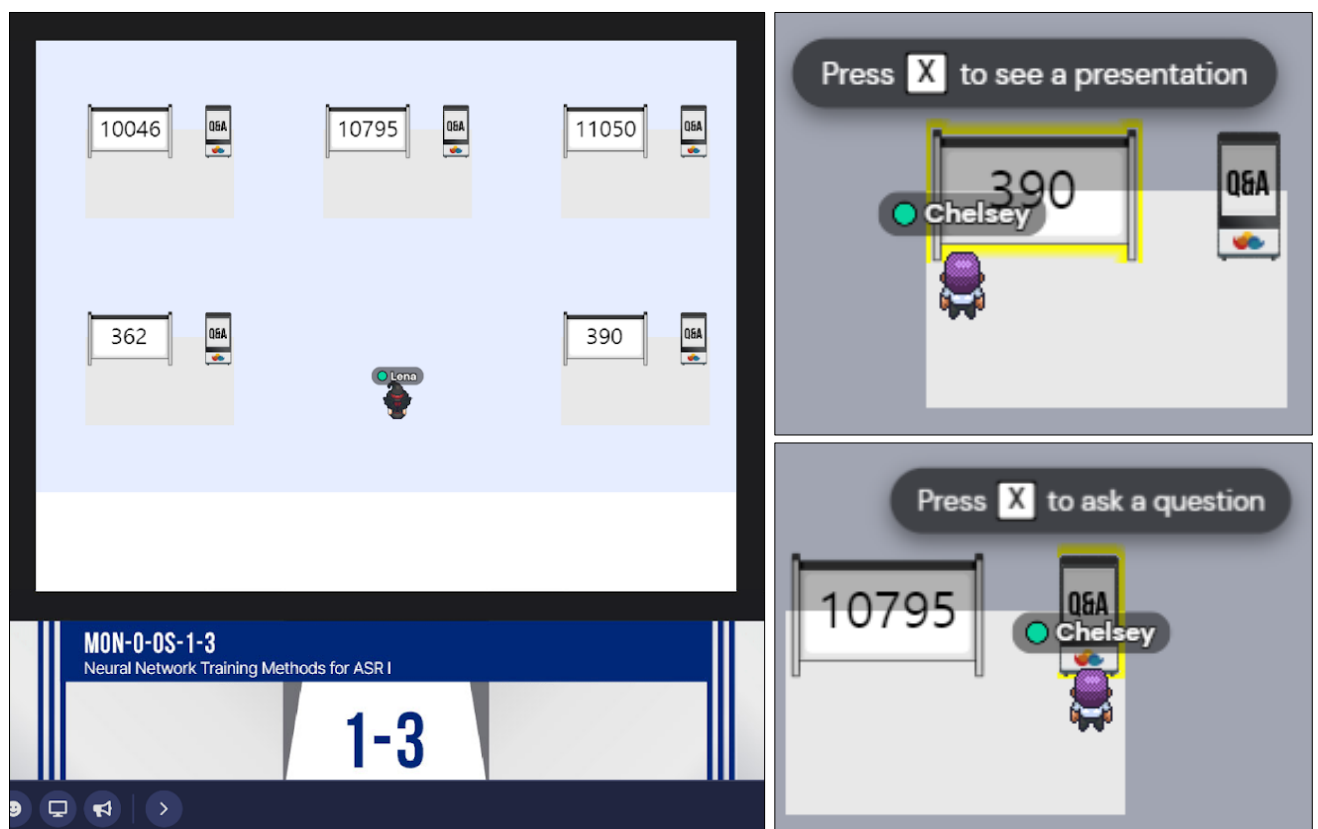 10046 Q&A 10795 Q&A 11050 Q&A
362 Q&A 390 Q&A
Lena
MON-O-OS-1-3
Neural Network Training Methods for ASR I
1-3
Press X to see a presentation
390 Q&A
Chelsey
Press X to ask a question
10795 Q&A
Chelsey